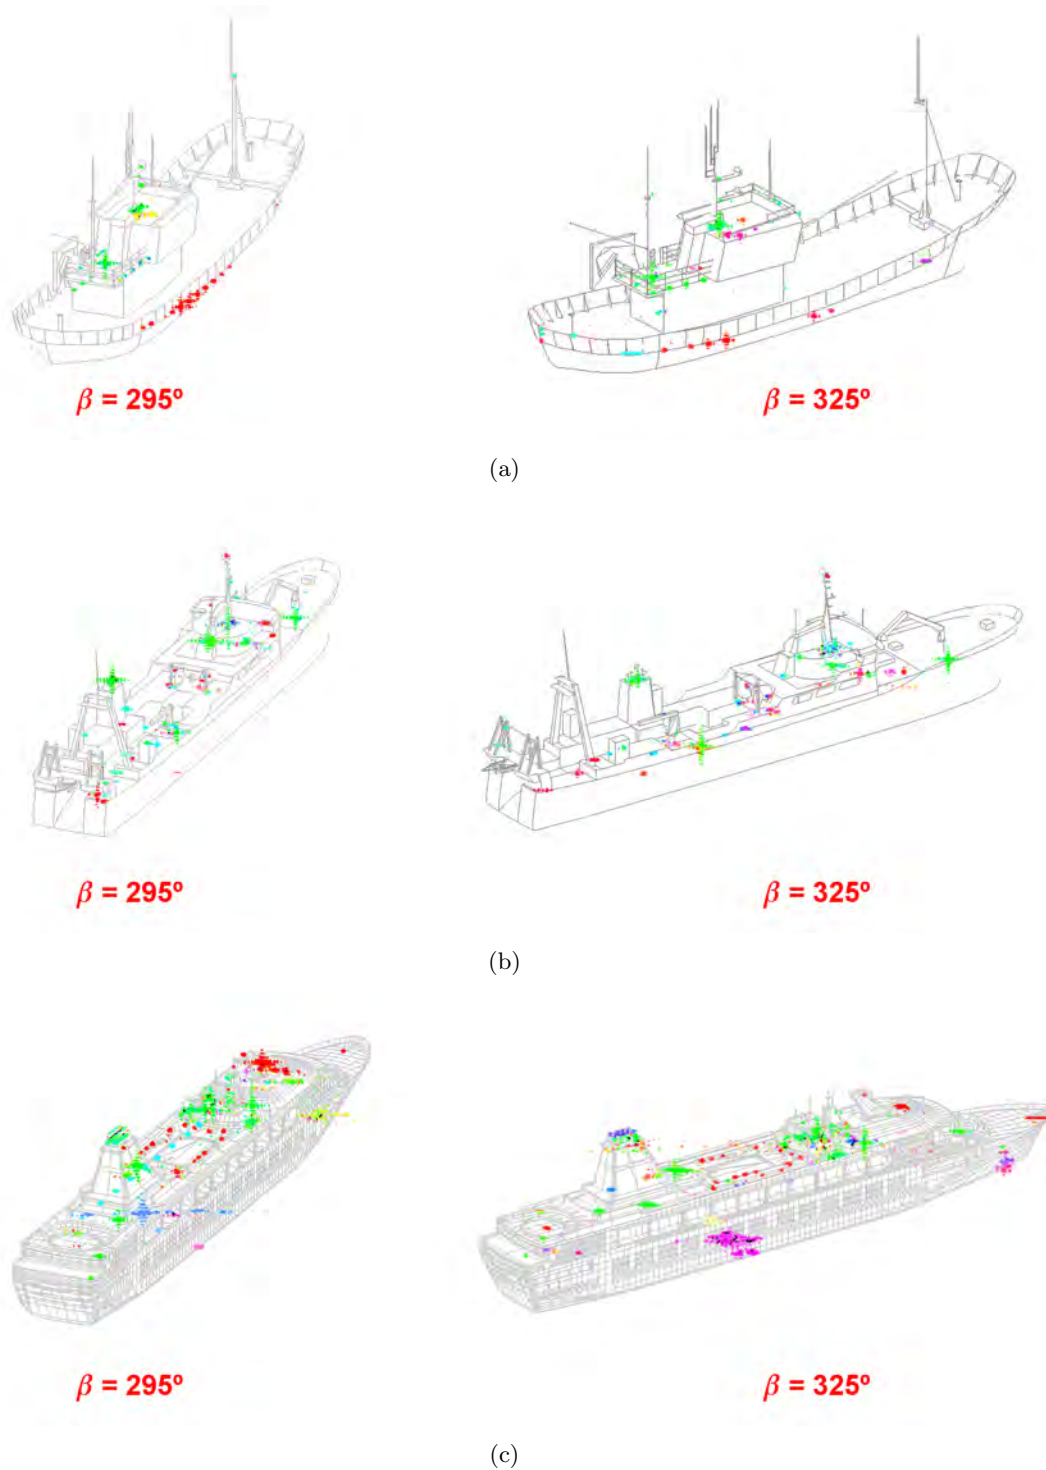 β = 295º
β = 325º
(a)
β = 295º
β = 325º
(b)
β = 295º
β = 325º
(c)